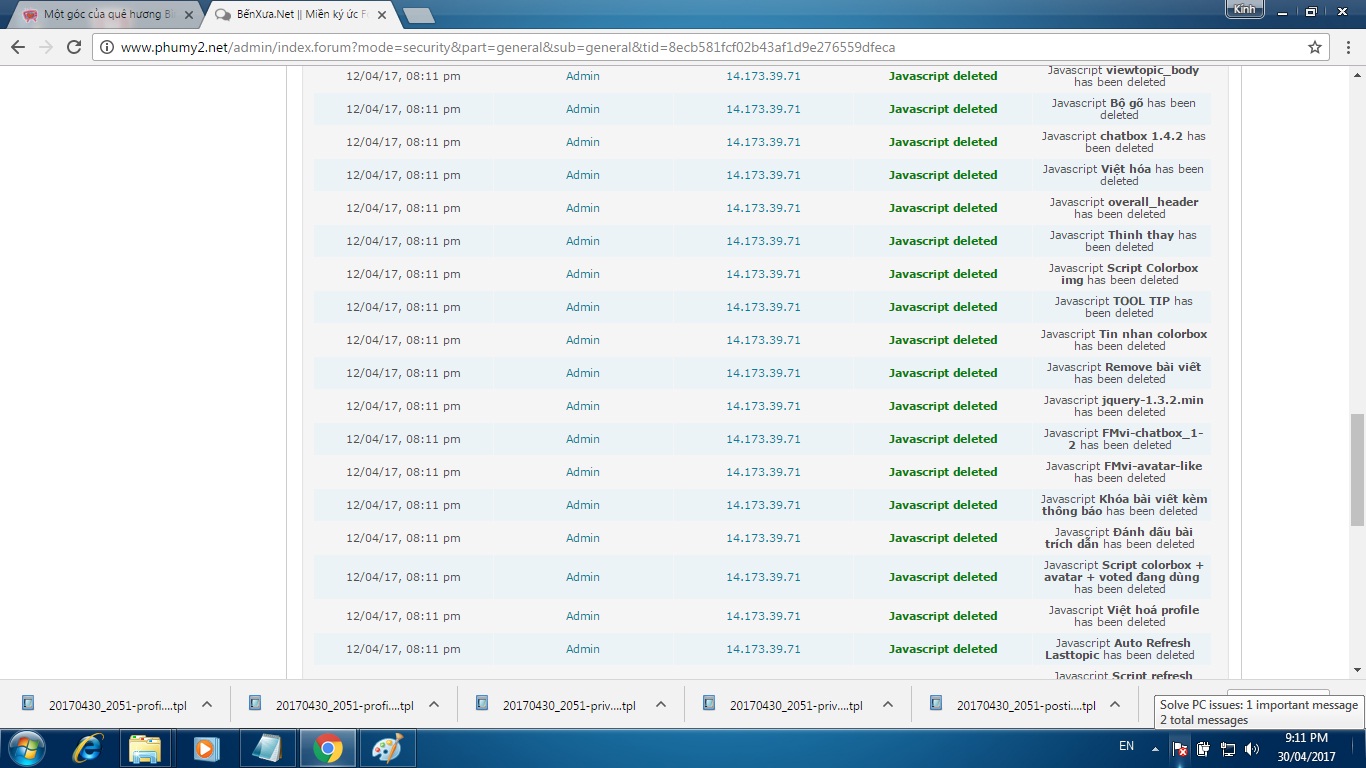 Một góc của quê hương Bế
BếnXưa.Net || Miền ký ức Fo
Kính
www.phumy2.net/admin/index.forum?mode=security&part=general&sub=general&tid=8ecb581fcf02b43af1d9e276559dfeca
12/04/17, 08:11 pm Admin 14.173.39.71 Javascript deleted Javascript viewtopic_body
has been deleted
12/04/17, 08:11 pm Admin 14.173.39.71 Javascript deleted Javascript Bộ gõ has been
deleted
12/04/17, 08:11 pm Admin 14.173.39.71 Javascript deleted Javascript chatbox 1.4.2 has
been deleted
12/04/17, 08:11 pm Admin 14.173.39.71 Javascript deleted Javascript Việt hóa has been
deleted
12/04/17, 08:11 pm Admin 14.173.39.71 Javascript deleted Javascript overall_header
has been deleted
12/04/17, 08:11 pm Admin 14.173.39.71 Javascript deleted Javascript Thinh thay has
been deleted
12/04/17, 08:11 pm Admin 14.173.39.71 Javascript deleted Javascript Script Colorbox
img has been deleted
12/04/17, 08:11 pm Admin 14.173.39.71 Javascript deleted Javascript TOOL TIP has
been deleted
12/04/17, 08:11 pm Admin 14.173.39.71 Javascript deleted Javascript Tin nhan colorbox
has been deleted
12/04/17, 08:11 pm Admin 14.173.39.71 Javascript deleted Javascript Remove bài viết
has been deleted
12/04/17, 08:11 pm Admin 14.173.39.71 Javascript deleted Javascript jquery-1.3.2.min
has been deleted
12/04/17, 08:11 pm Admin 14.173.39.71 Javascript deleted Javascript FMvi-chatbox_1-
2 has been deleted
12/04/17, 08:11 pm Admin 14.173.39.71 Javascript deleted Javascript FMvi-avatar-like
has been deleted
12/04/17, 08:11 pm Admin 14.173.39.71 Javascript deleted Javascript Khóa bài viết kèm
thông báo has been deleted
12/04/17, 08:11 pm Admin 14.173.39.71 Javascript deleted Javascript Đánh dấu bài
trích dẫn has been deleted
12/04/17, 08:11 pm Admin 14.173.39.71 Javascript deleted Javascript Script colorbox +
avatar + voted đang dùng
has been deleted
12/04/17, 08:11 pm Admin 14.173.39.71 Javascript deleted Javascript Việt hoá profile
has been deleted
12/04/17, 08:11 pm Admin 14.173.39.71 Javascript deleted Javascript Auto Refresh
Lasttopic has been deleted
Javascript Script refresh
20170430_2051-profi....tpl
20170430_2051-profi....tpl
20170430_2051-priv....tpl
20170430_2051-priv....tpl
20170430_2051-posti....tpl
Solve PC issues: 1 important message
2 total messages
EN
9:11 PM
30/04/2017